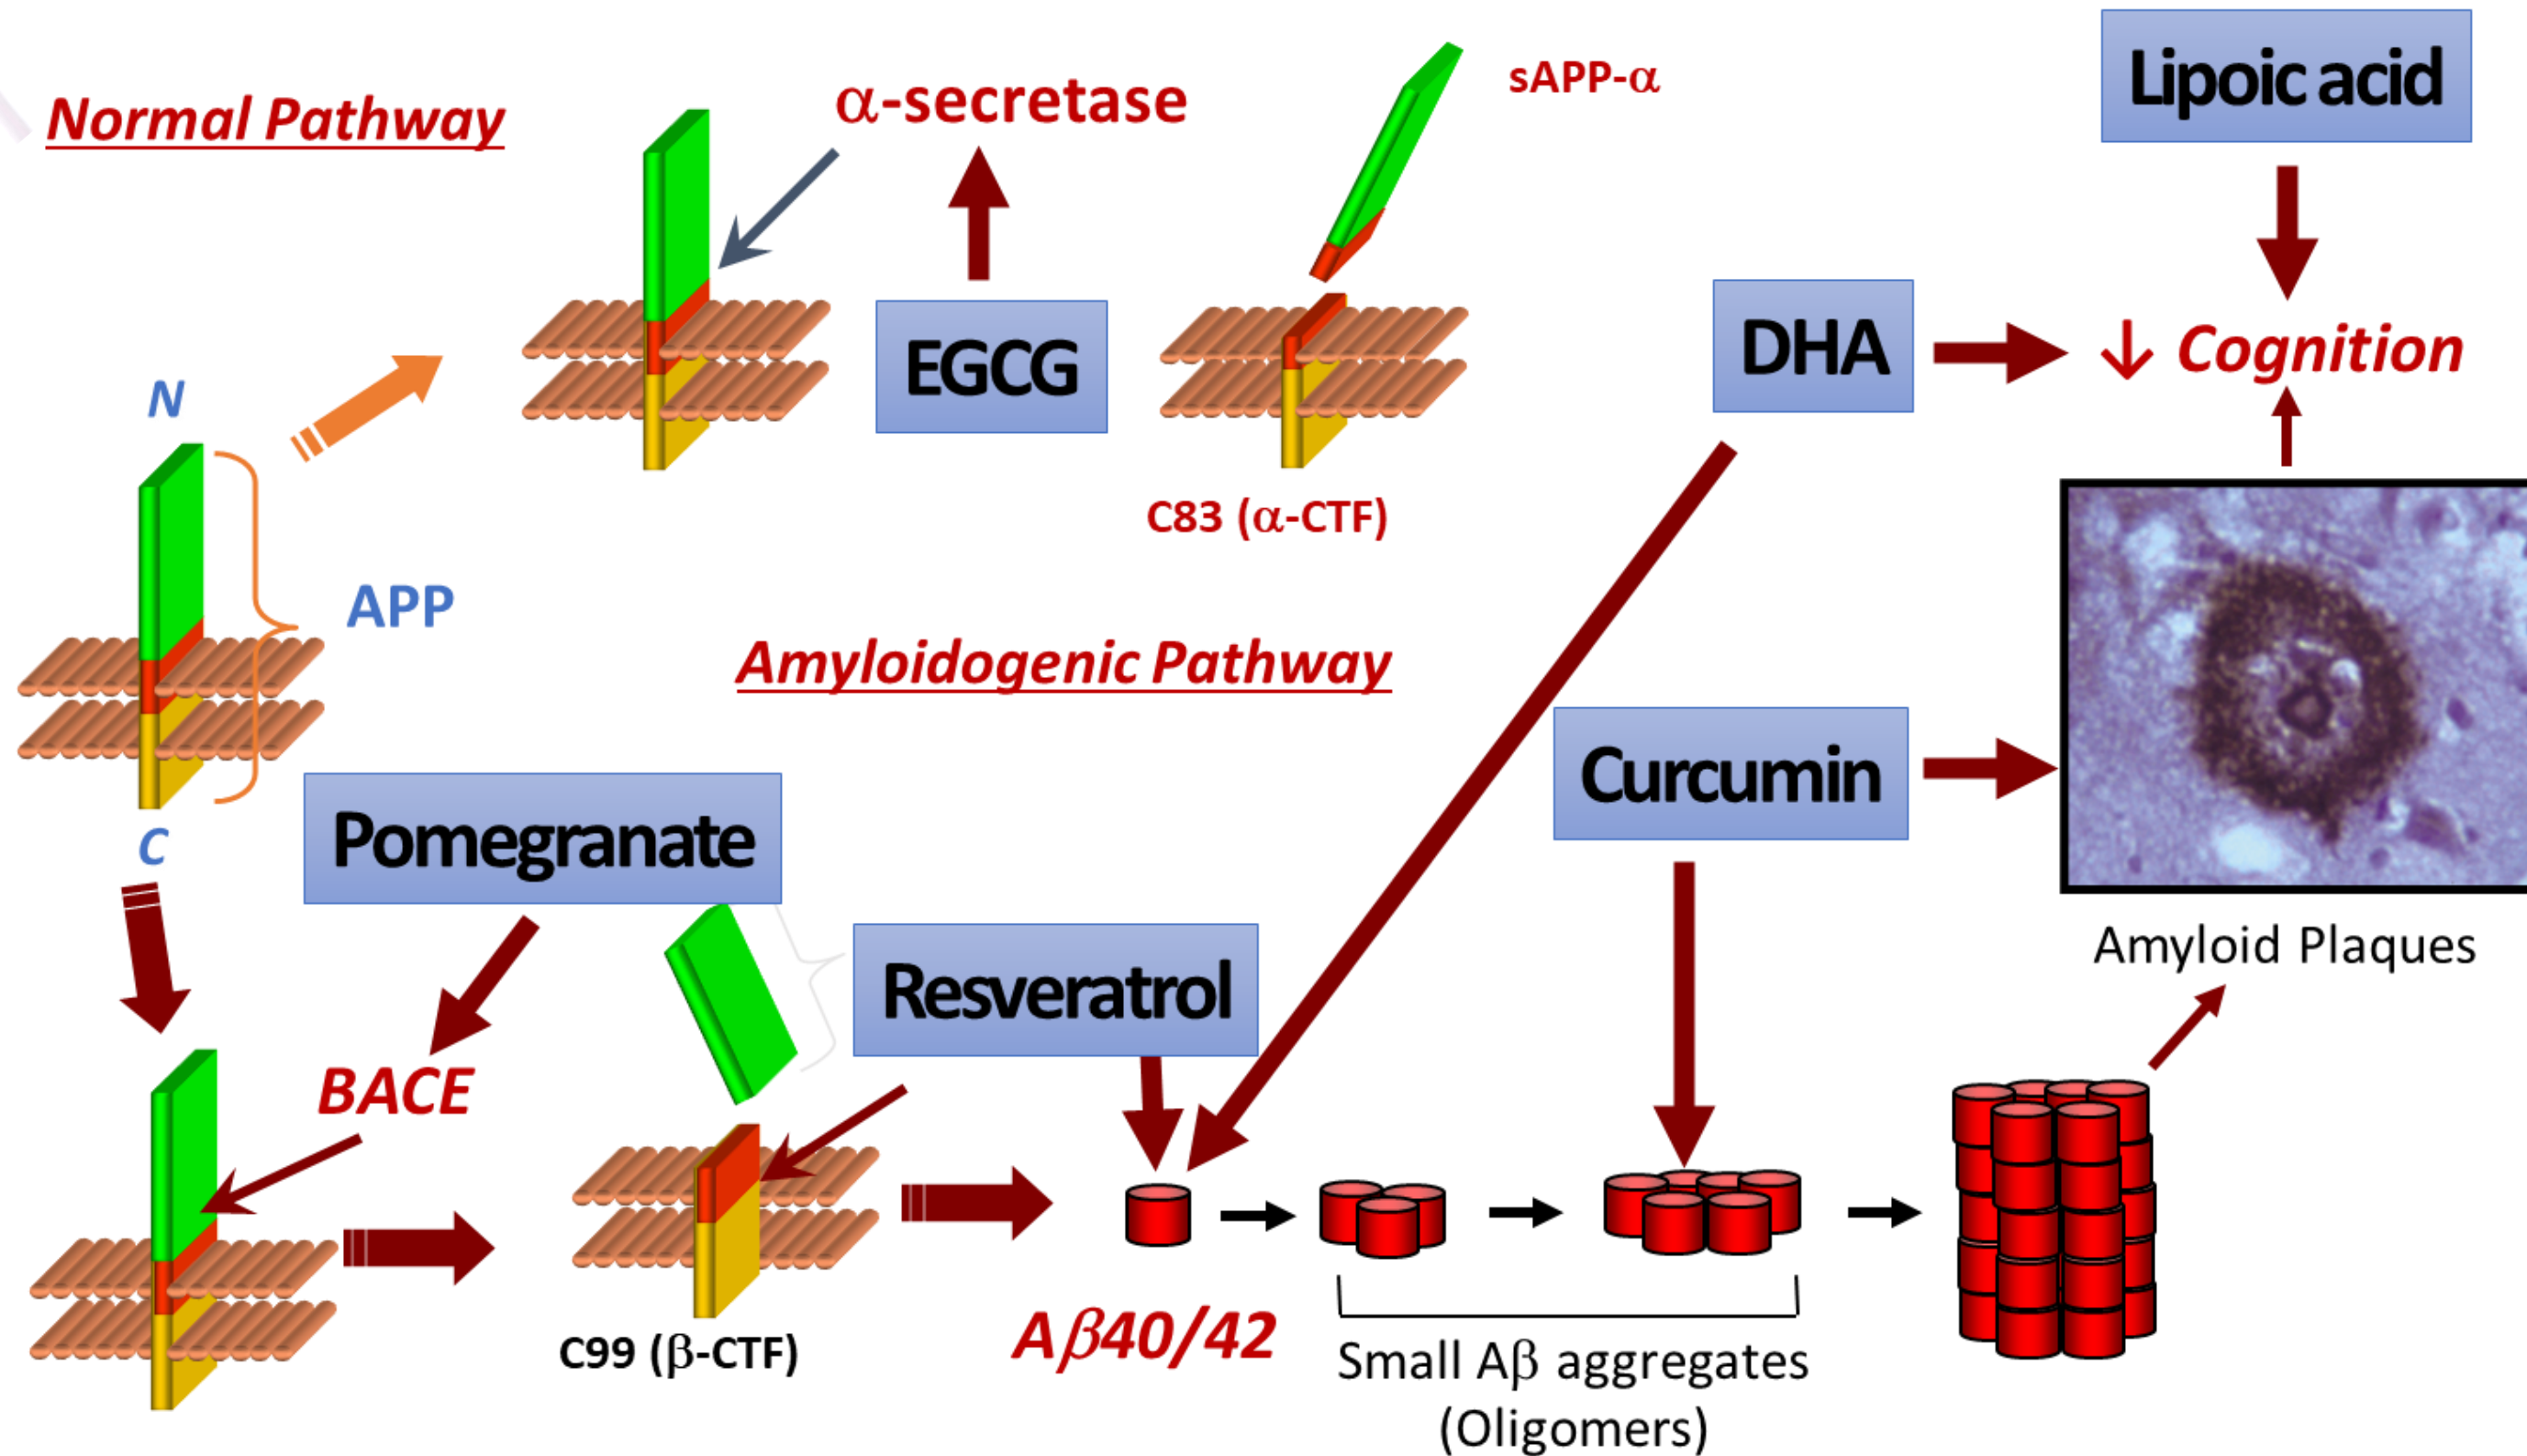 Normal Pathway
α-secretase
sAPP-α
Lipoic acid
EGCG
DHA
↓ Cognition
N
APP
C
C83 (α-CTF)
Amyloidogenic Pathway
Curcumin
Pomegranate
Resveratrol
Amyloid Plaques
BACE
C99 (β-CTF)
Aβ40/42
Small Aβ aggregates
(Oligomers)